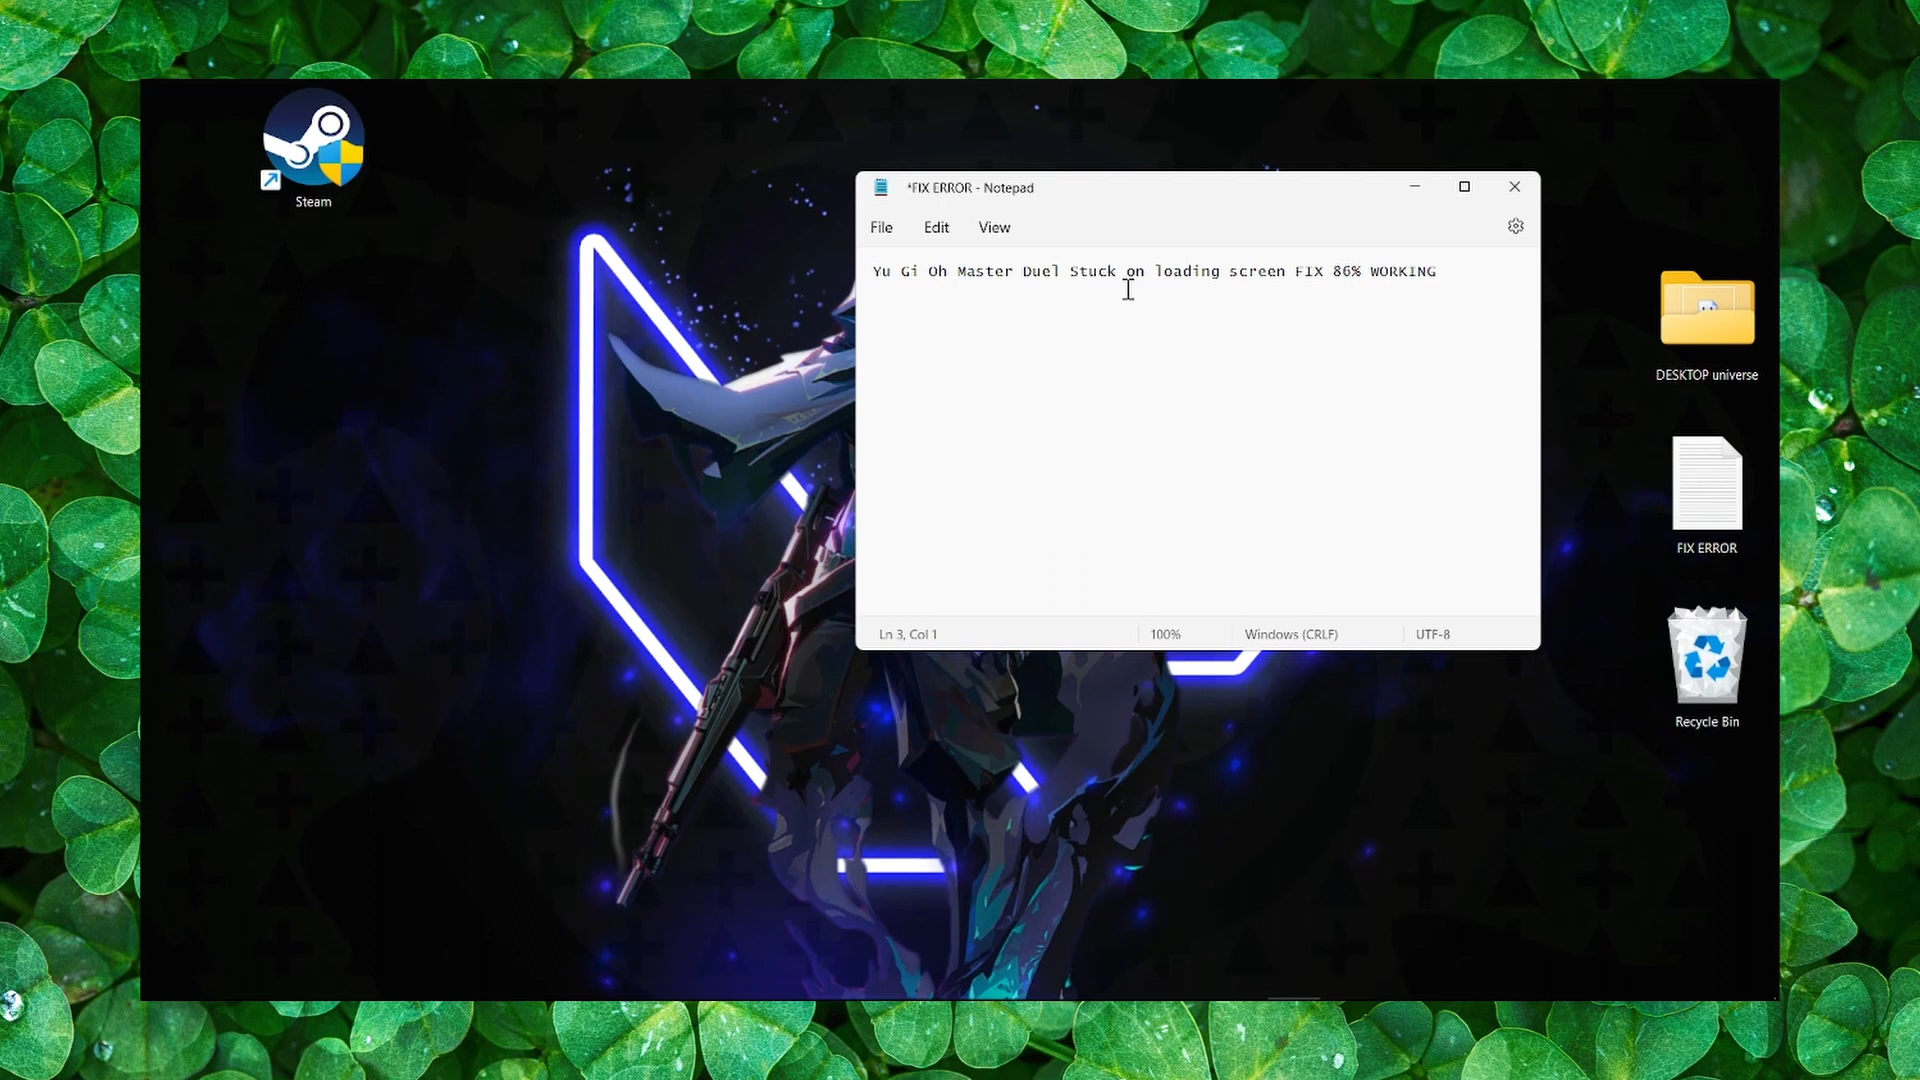 Steam
*FIX ERROR - Notepad
File Edit View
Yu Gi Oh Master Duel Stuck on loading screen FIX 86% WORKING
Ln 3, Col 1 100% Windows (CRLF) UTF-8
DESKTOP universe
FIX ERROR
Recycle Bin